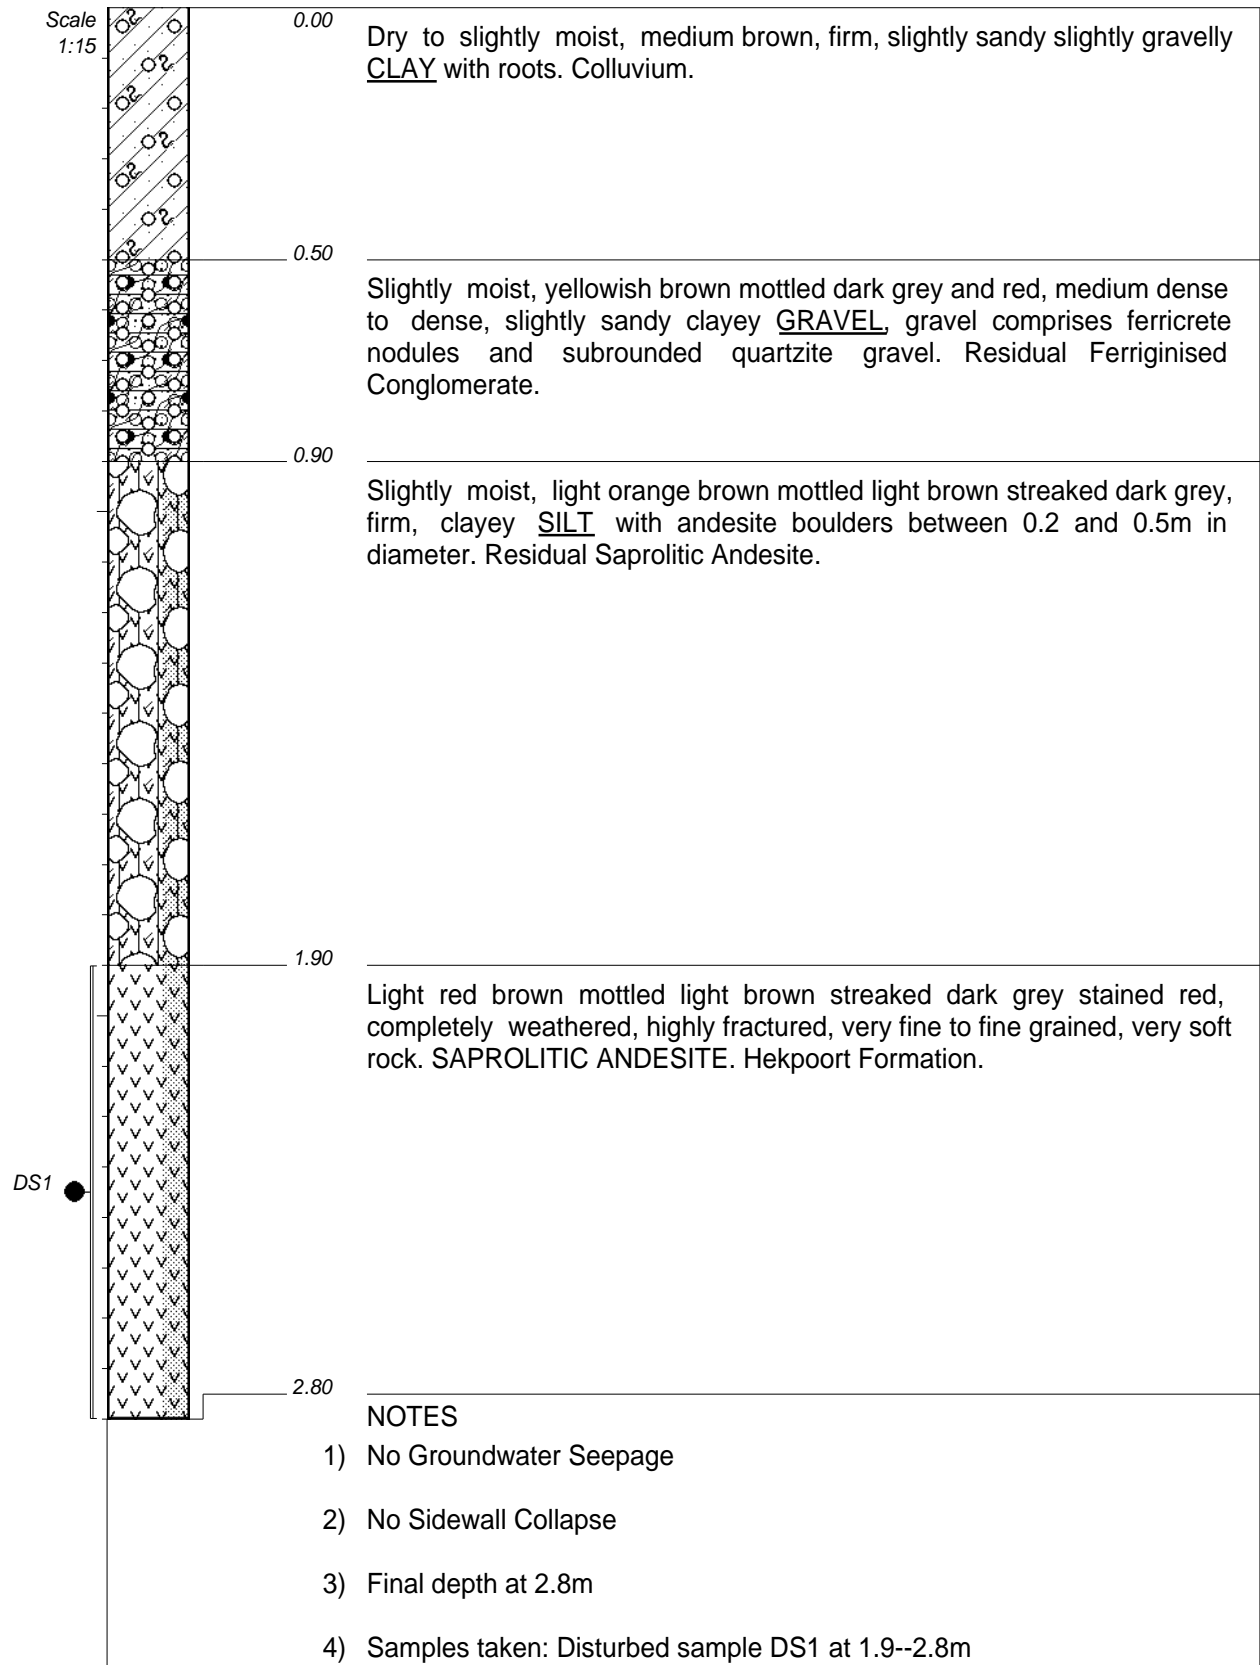 Scale
1:15
0.00
Dry to slightly moist, medium brown, firm, slightly sandy slightly gravelly
CLAY with roots. Colluvium.
0.50
Slightly moist, yellowish brown mottled dark grey and red, medium dense
to dense, slightly sandy clayey GRAVEL, gravel comprises ferricrete
nodules and subrounded quartzite gravel. Residual Ferriginised
Conglomerate.
0.90
Slightly moist, light orange brown mottled light brown streaked dark grey,
firm, clayey SILT with andesite boulders between 0.2 and 0.5m in
diameter. Residual Saprolitic Andesite.
1.90
Light red brown mottled light brown streaked dark grey stained red,
completely weathered, highly fractured, very fine to fine grained, very soft
rock. SAPROLITIC ANDESITE. Hekpoort Formation.
DS1
2.80
NOTES
1) No Groundwater Seepage
2) No Sidewall Collapse
3) Final depth at 2.8m
4) Samples taken: Disturbed sample DS1 at 1.9--2.8m